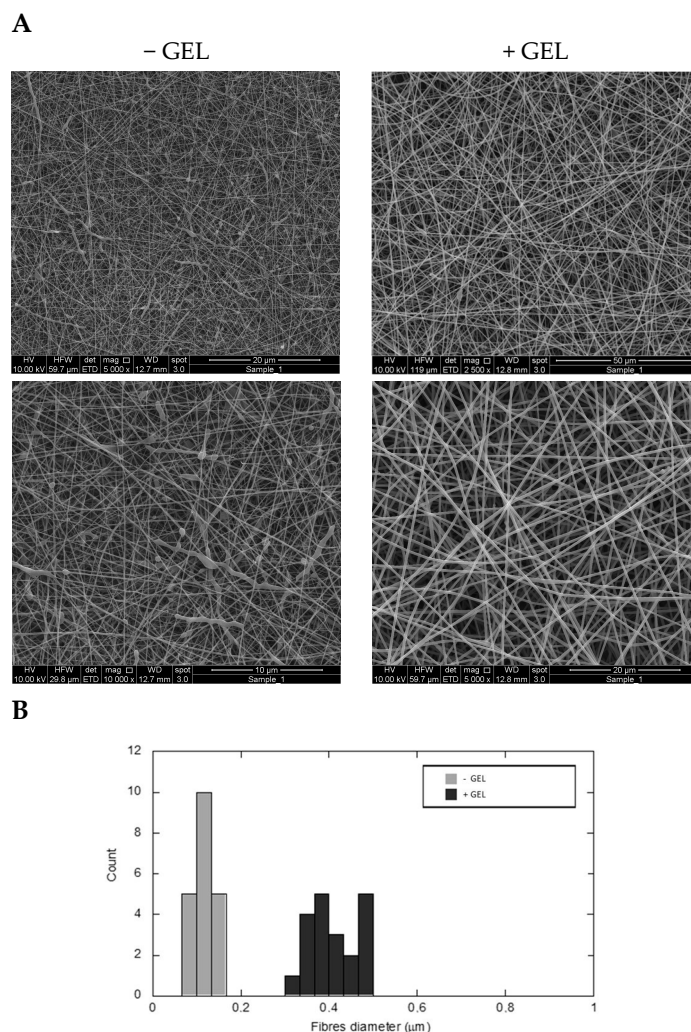 A
– GEL
+ GEL
HV HFW det mag WD spot 20 µm
10.00 kV 59.7 µm ETD 5 000 x 12.7 mm 3.0 Sample_1
HV HFW det mag WD spot 50 µm
10.00 kV 119 µm ETD 2 500 x 12.8 mm 3.0 Sample_1
HV HFW det mag WD spot 10 µm
10.00 kV 29.8 µm ETD 10 000 x 12.7 mm 3.0 Sample_1
HV HFW det mag WD spot 20 µm
10.00 kV 59.7 µm ETD 5 000 x 12.8 mm 3.0 Sample_1
B
12
10
8
6
4
2
0
Count
- GEL
+ GEL
0 0.2 0.4 0.6 0.8 1
Fibres diameter (µm)